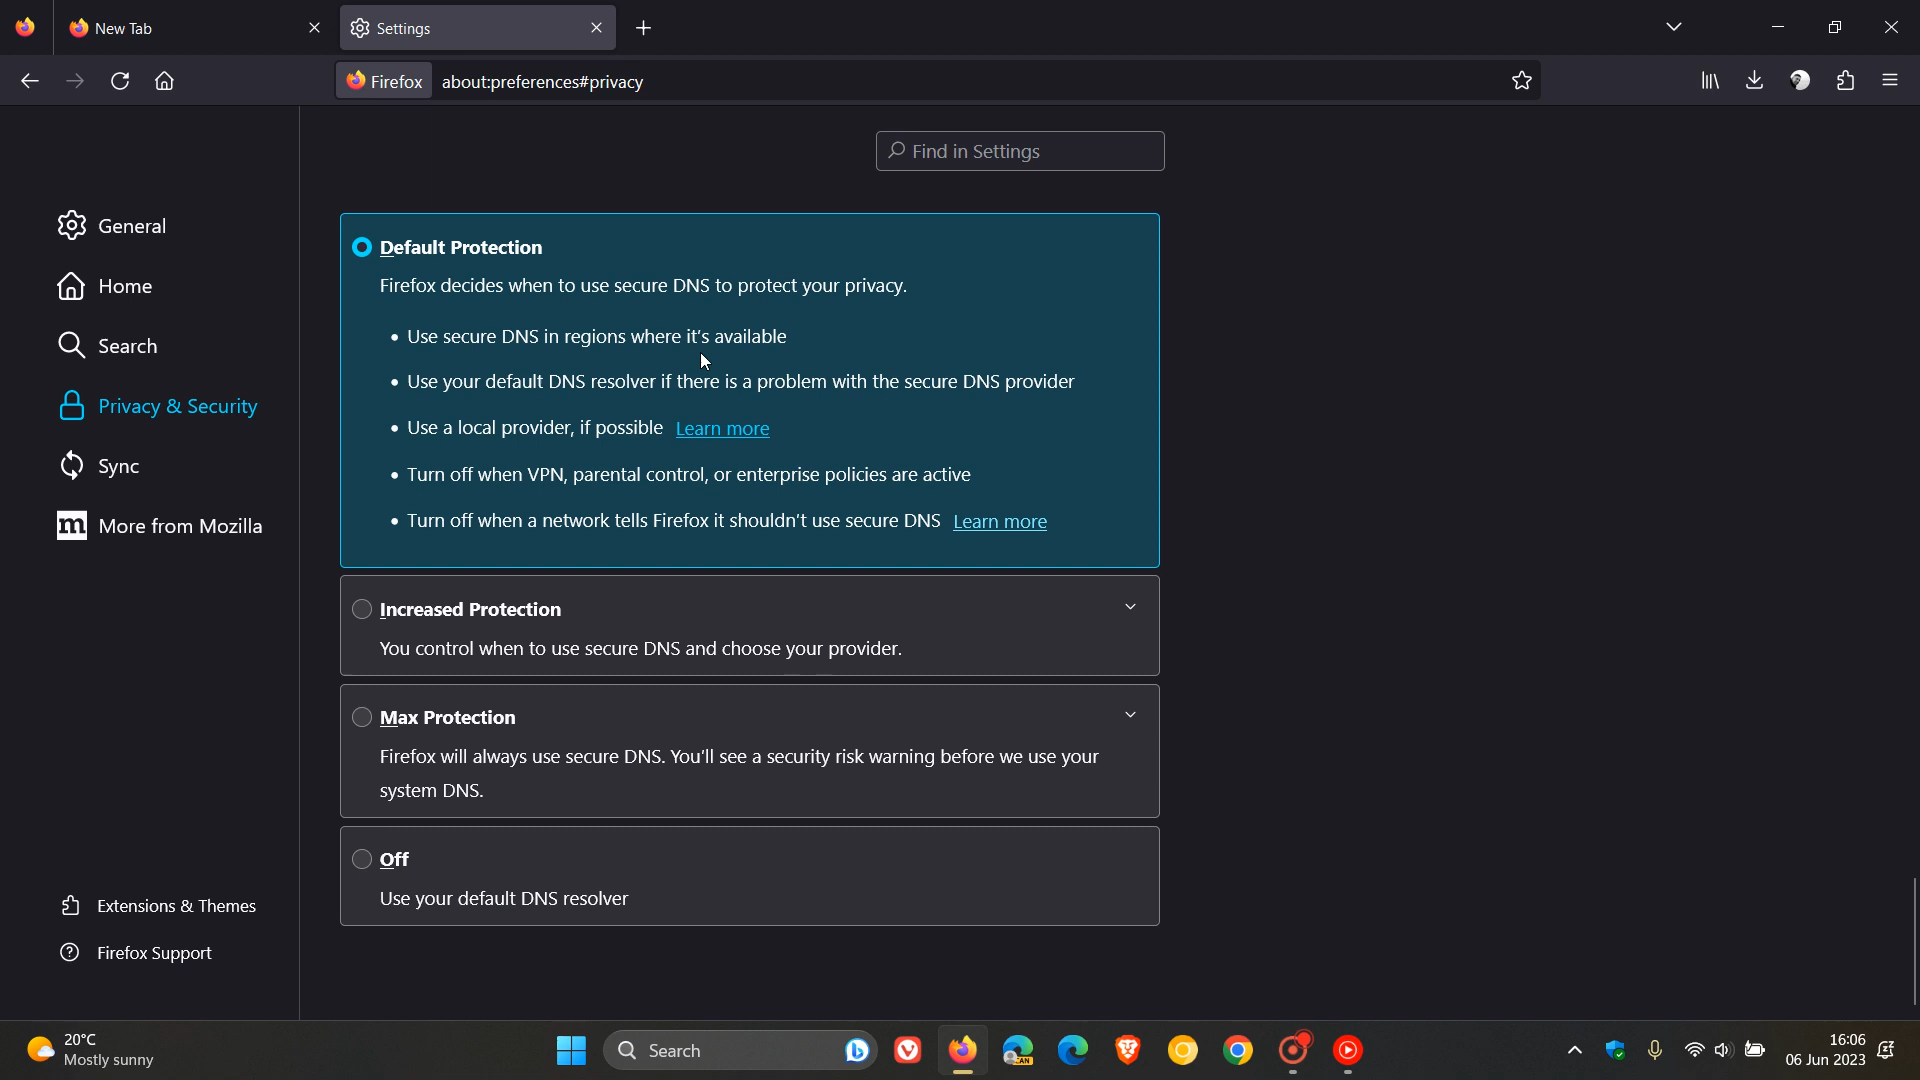 New Tab
Settings
Firefox
about:preferences#privacy
Find in Settings
General
Home
Search
Privacy & Security
Sync
More from Mozilla
Extensions & Themes
Firefox Support
Default Protection
Firefox decides when to use secure DNS to protect your privacy.
• Use secure DNS in regions where it's available
• Use your default DNS resolver if there is a problem with the secure DNS provider
• Use a local provider, if possible Learn more
• Turn off when VPN, parental control, or enterprise policies are active
• Turn off when a network tells Firefox it shouldn't use secure DNS Learn more
Increased Protection
You control when to use secure DNS and choose your provider.
Max Protection
Firefox will always use secure DNS. You'll see a security risk warning before we use your
system DNS.
Off
Use your default DNS resolver
20°C
Mostly sunny
Search
CAN
16:06
06 Jun 2023